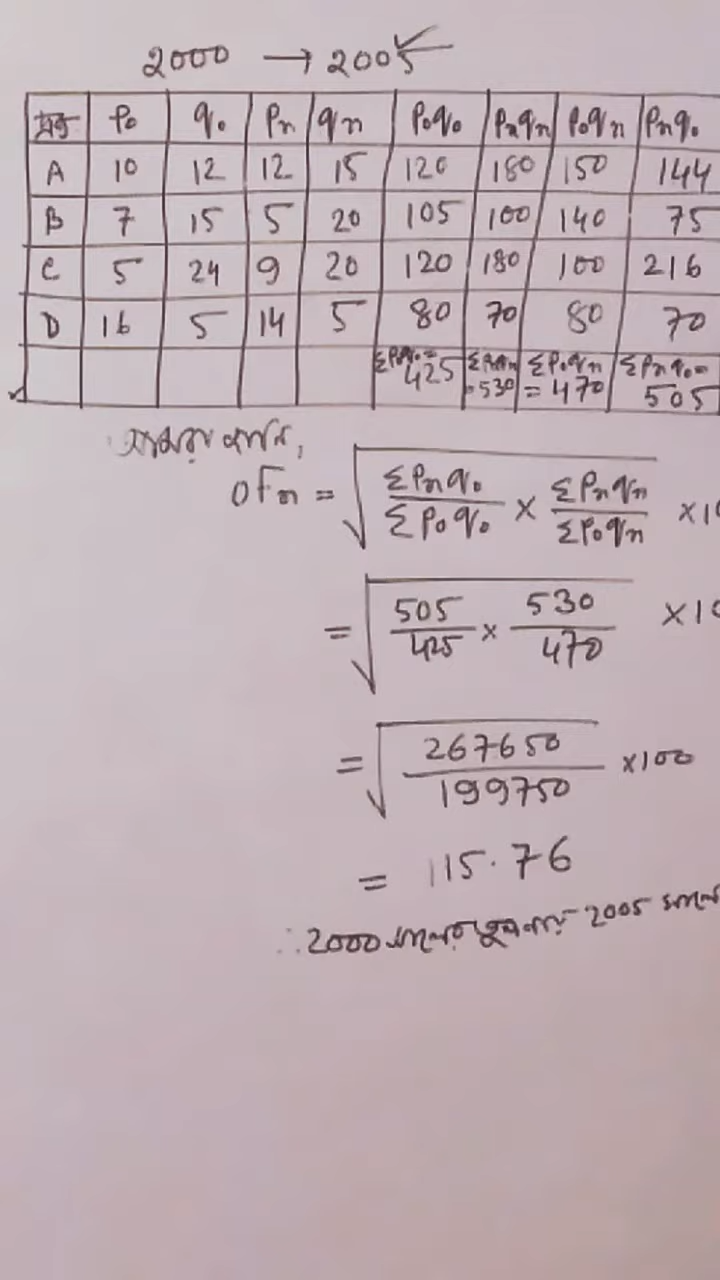 2000 → 2005
P₀ q₀ Pₙ qₙ P₀q₀ Pₙqₙ P₀qₙ Pₙq₀
A 10 12 12 15 120 180 150 144
B 7 15 5 20 105 100 140 75
C 5 24 9 20 120 180 100 216
D 16 5 14 5 80 70 80 70
ΣP₀q₀= 425 ΣPₙqₙ =530 ΣP₀qₙ = 470 ΣPₙq₀= 505
আমরা জানি,
₀Fₙ = √(ΣPₙq₀/ΣP₀q₀ × ΣPₙqₙ/ΣP₀qₙ) ×10
= √(505/425 × 530/470) ×10
= √(267650/199750) ×100
= 115.76
∴ 2000 সালের তুলনায় 2005 সালে